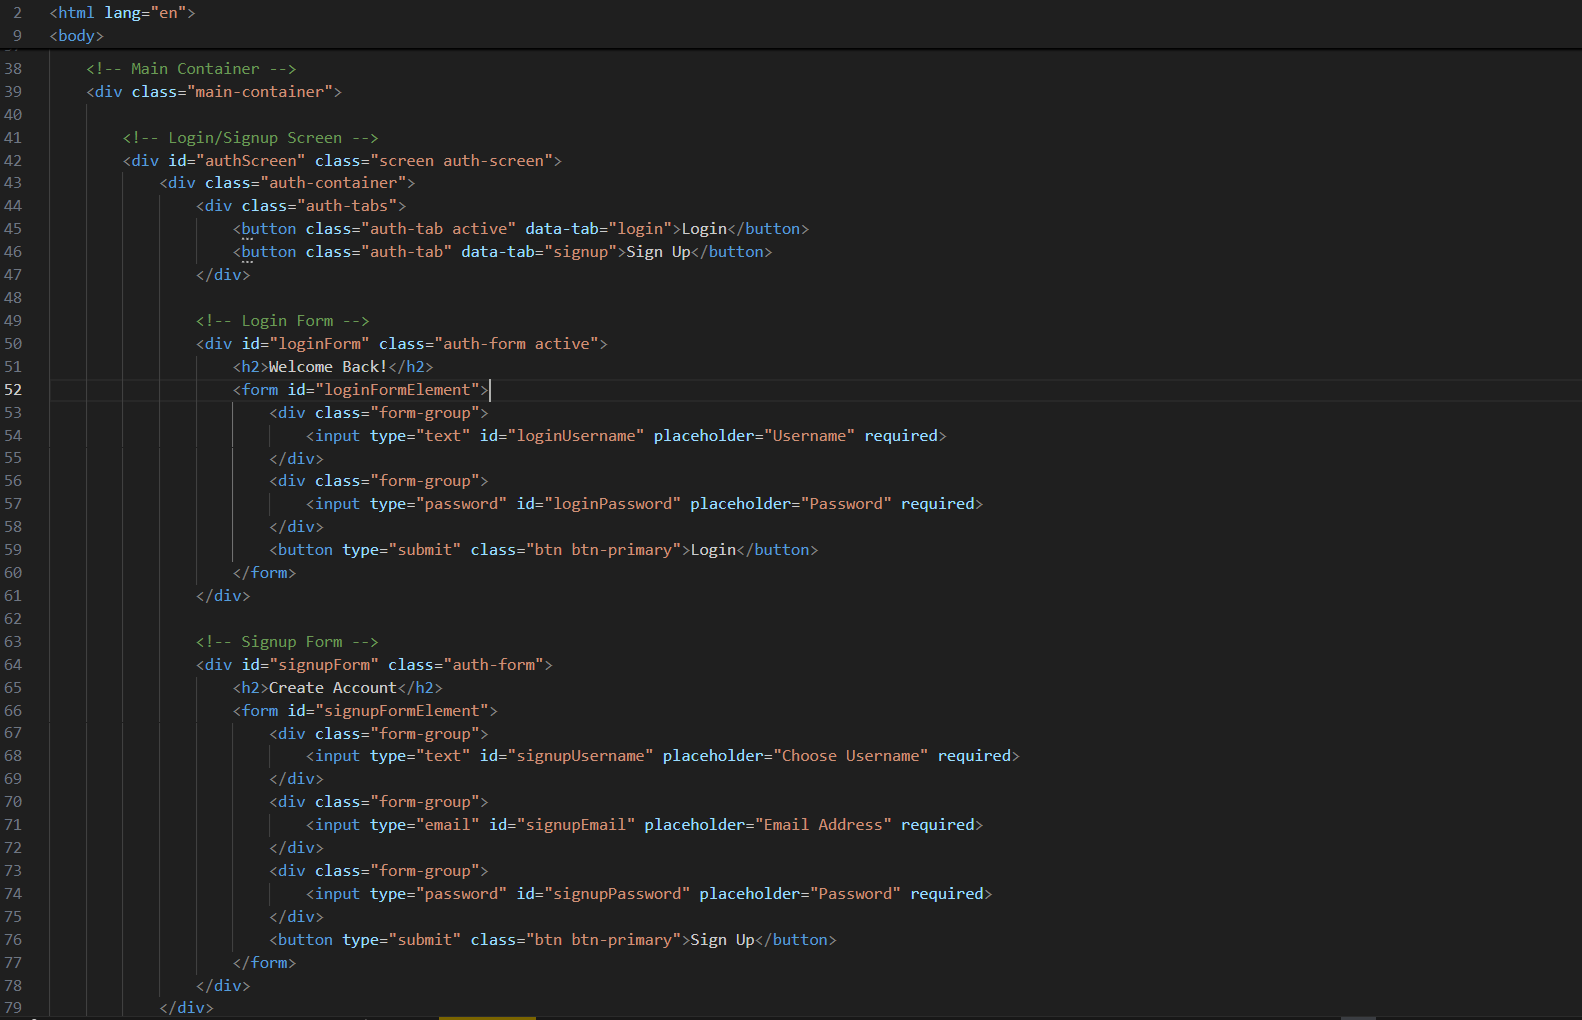 2 <html lang="en">
9 <body>
38 <!-- Main Container -->
39 <div class="main-container">
40
41 <!-- Login/Signup Screen -->
42 <div id="authScreen" class="screen auth-screen">
43 <div class="auth-container">
44 <div class="auth-tabs">
45 <button class="auth-tab active" data-tab="login">Login</button>
46 <button class="auth-tab" data-tab="signup">Sign Up</button>
47 </div>
48
49 <!-- Login Form -->
50 <div id="loginForm" class="auth-form active">
51 <h2>Welcome Back!</h2>
52 <form id="loginFormElement">
53 <div class="form-group">
54 <input type="text" id="loginUsername" placeholder="Username" required>
55 </div>
56 <div class="form-group">
57 <input type="password" id="loginPassword" placeholder="Password" required>
58 </div>
59 <button type="submit" class="btn btn-primary">Login</button>
60 </form>
61 </div>
62
63 <!-- Signup Form -->
64 <div id="signupForm" class="auth-form">
65 <h2>Create Account</h2>
66 <form id="signupFormElement">
67 <div class="form-group">
68 <input type="text" id="signupUsername" placeholder="Choose Username" required>
69 </div>
70 <div class="form-group">
71 <input type="email" id="signupEmail" placeholder="Email Address" required>
72 </div>
73 <div class="form-group">
74 <input type="password" id="signupPassword" placeholder="Password" required>
75 </div>
76 <button type="submit" class="btn btn-primary">Sign Up</button>
77 </form>
78 </div>
79 </div>